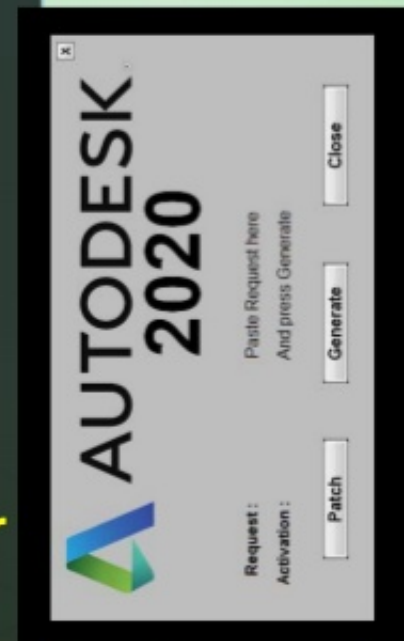 x
AUTODESK.
2020
Request : Paste Request here
Activation : And press Generate
Patch Generate Close